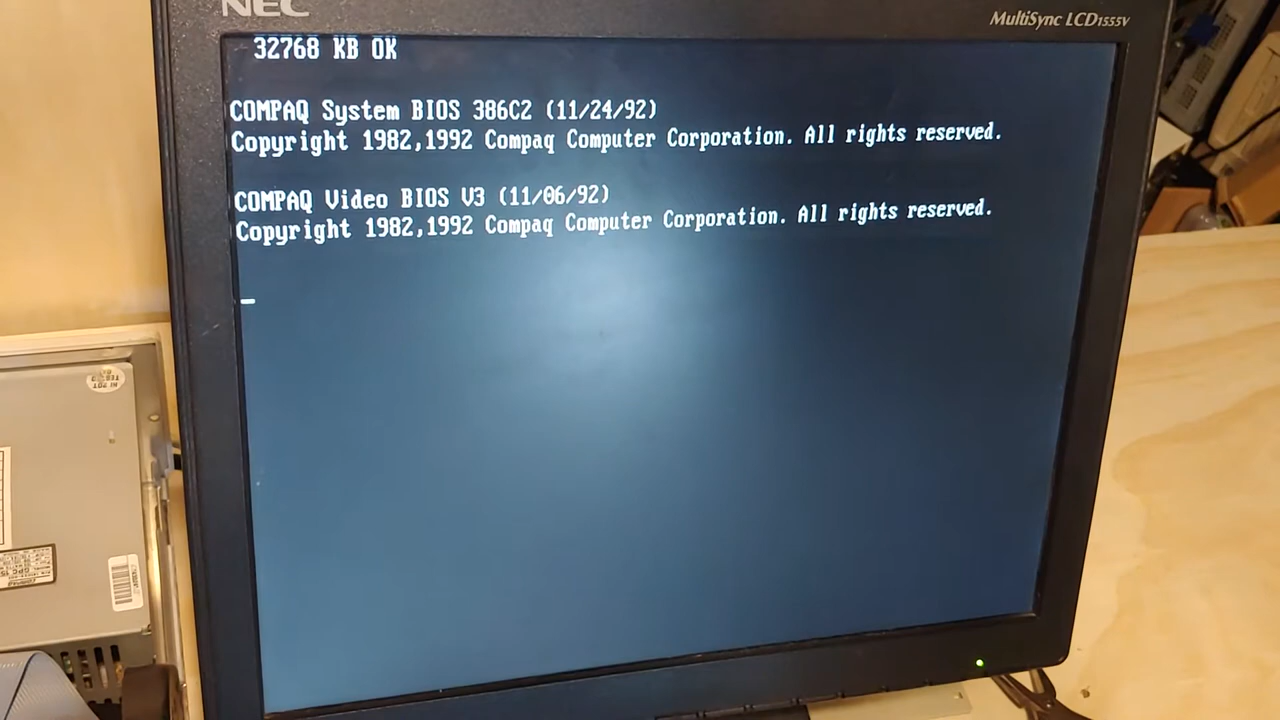 NEC
MultiSync LCD1555V
32768 KB OK
COMPAQ System BIOS 386C2 (11/24/92)
Copyright 1982,1992 Compaq Computer Corporation. All rights reserved.
COMPAQ Video BIOS V3 (11/06/92)
Copyright 1982,1992 Compaq Computer Corporation. All rights reserved.